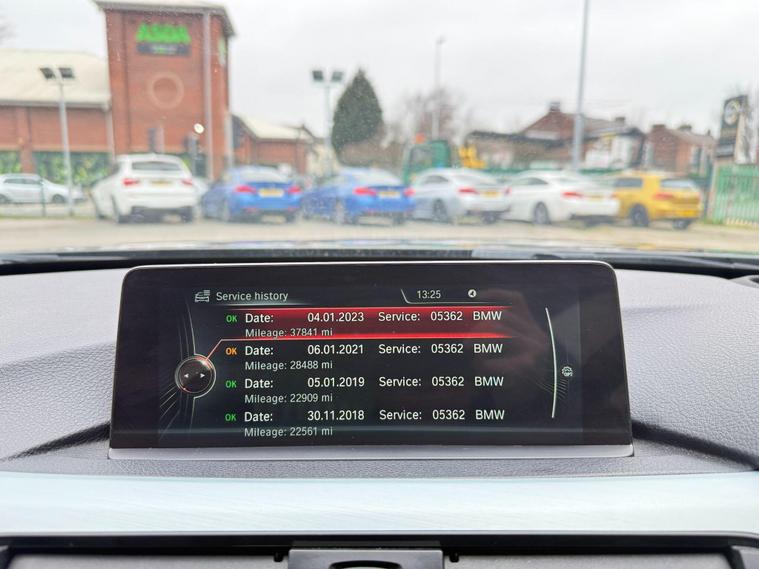 ASDA
Service history
13:25
OK Date: 04.01.2023 Service: 05362 BMW
Mileage: 37841 mi
OK Date: 06.01.2021 Service: 05362 BMW
Mileage: 28488 mi
OK Date: 05.01.2019 Service: 05362 BMW
Mileage: 22909 mi
OK Date: 30.11.2018 Service: 05362 BMW
Mileage: 22561 mi